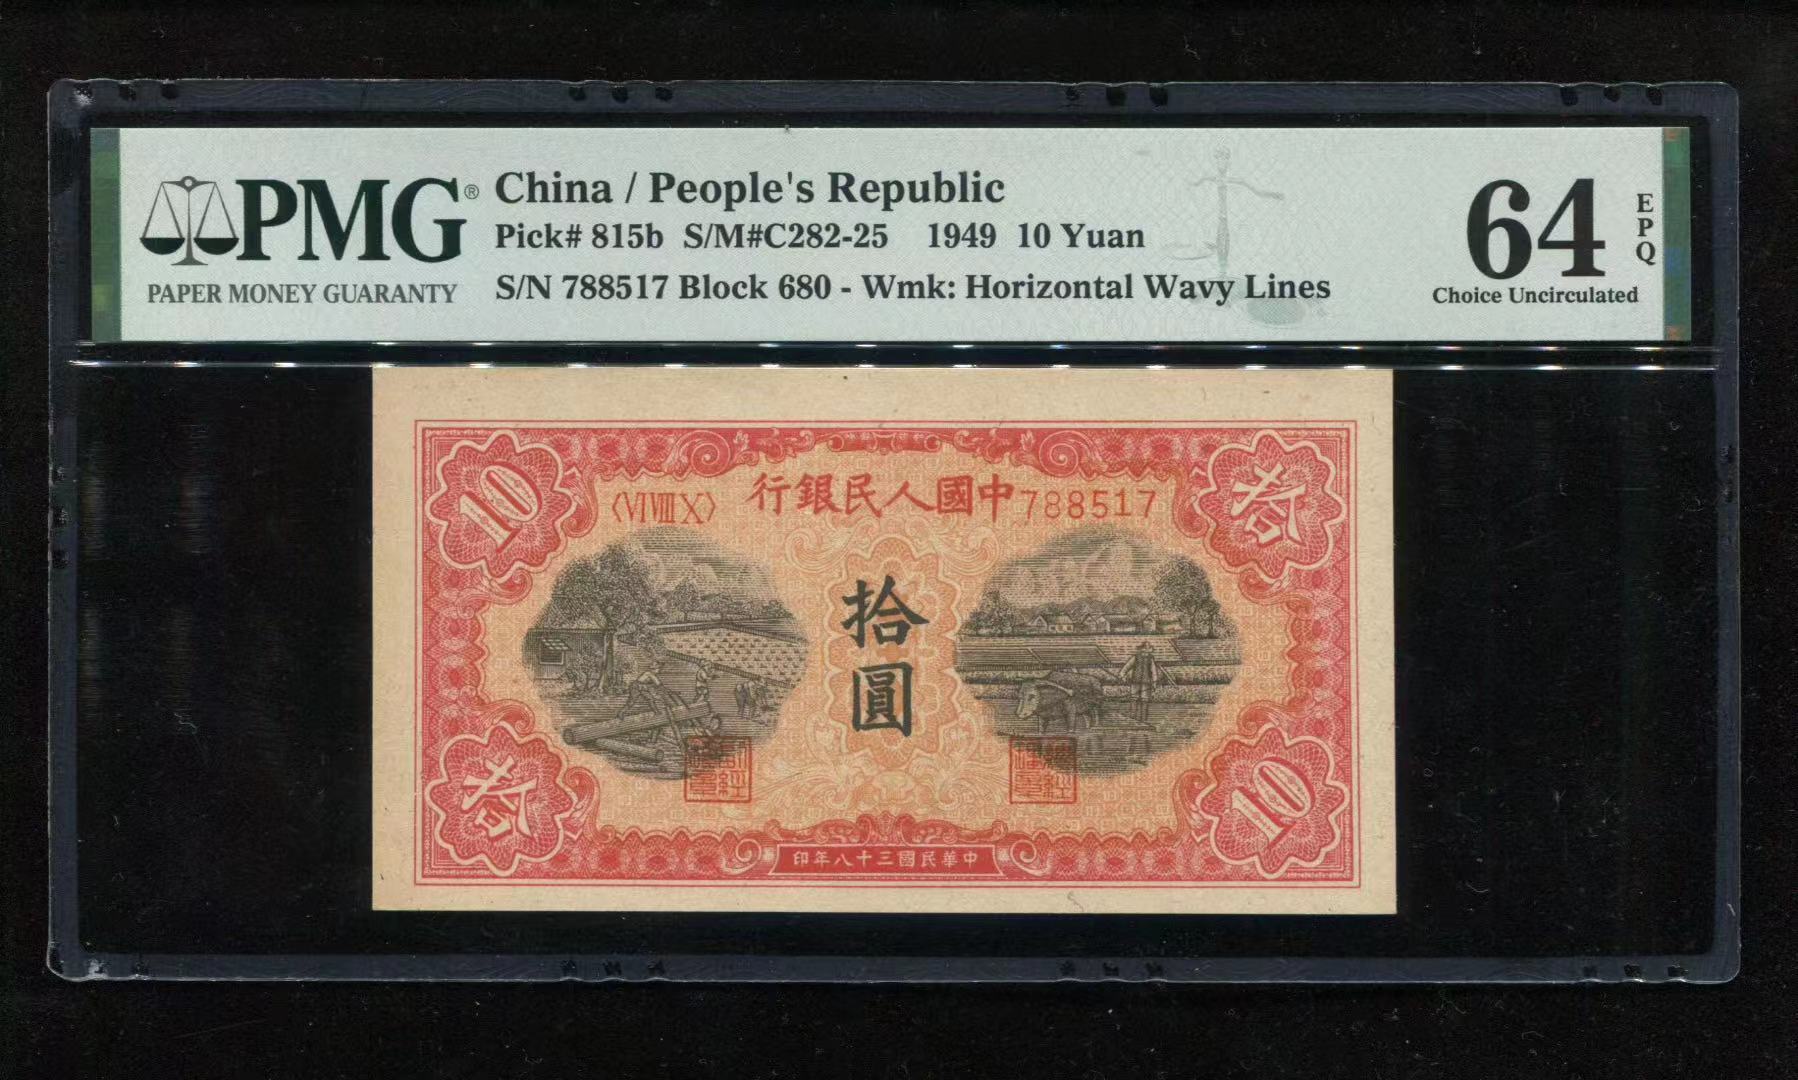 PMG®
PAPER MONEY GUARANTY
China / People's Republic
Pick# 815b S/M#C282-25 1949 10 Yuan
S/N 788517 Block 680 - Wmk: Horizontal Wavy Lines
64
EPQ
Choice Uncirculated
10
〈VI VIII X〉
行銀民人國中
788517
拾
拾圓
拾
10
印年八十三國民華中